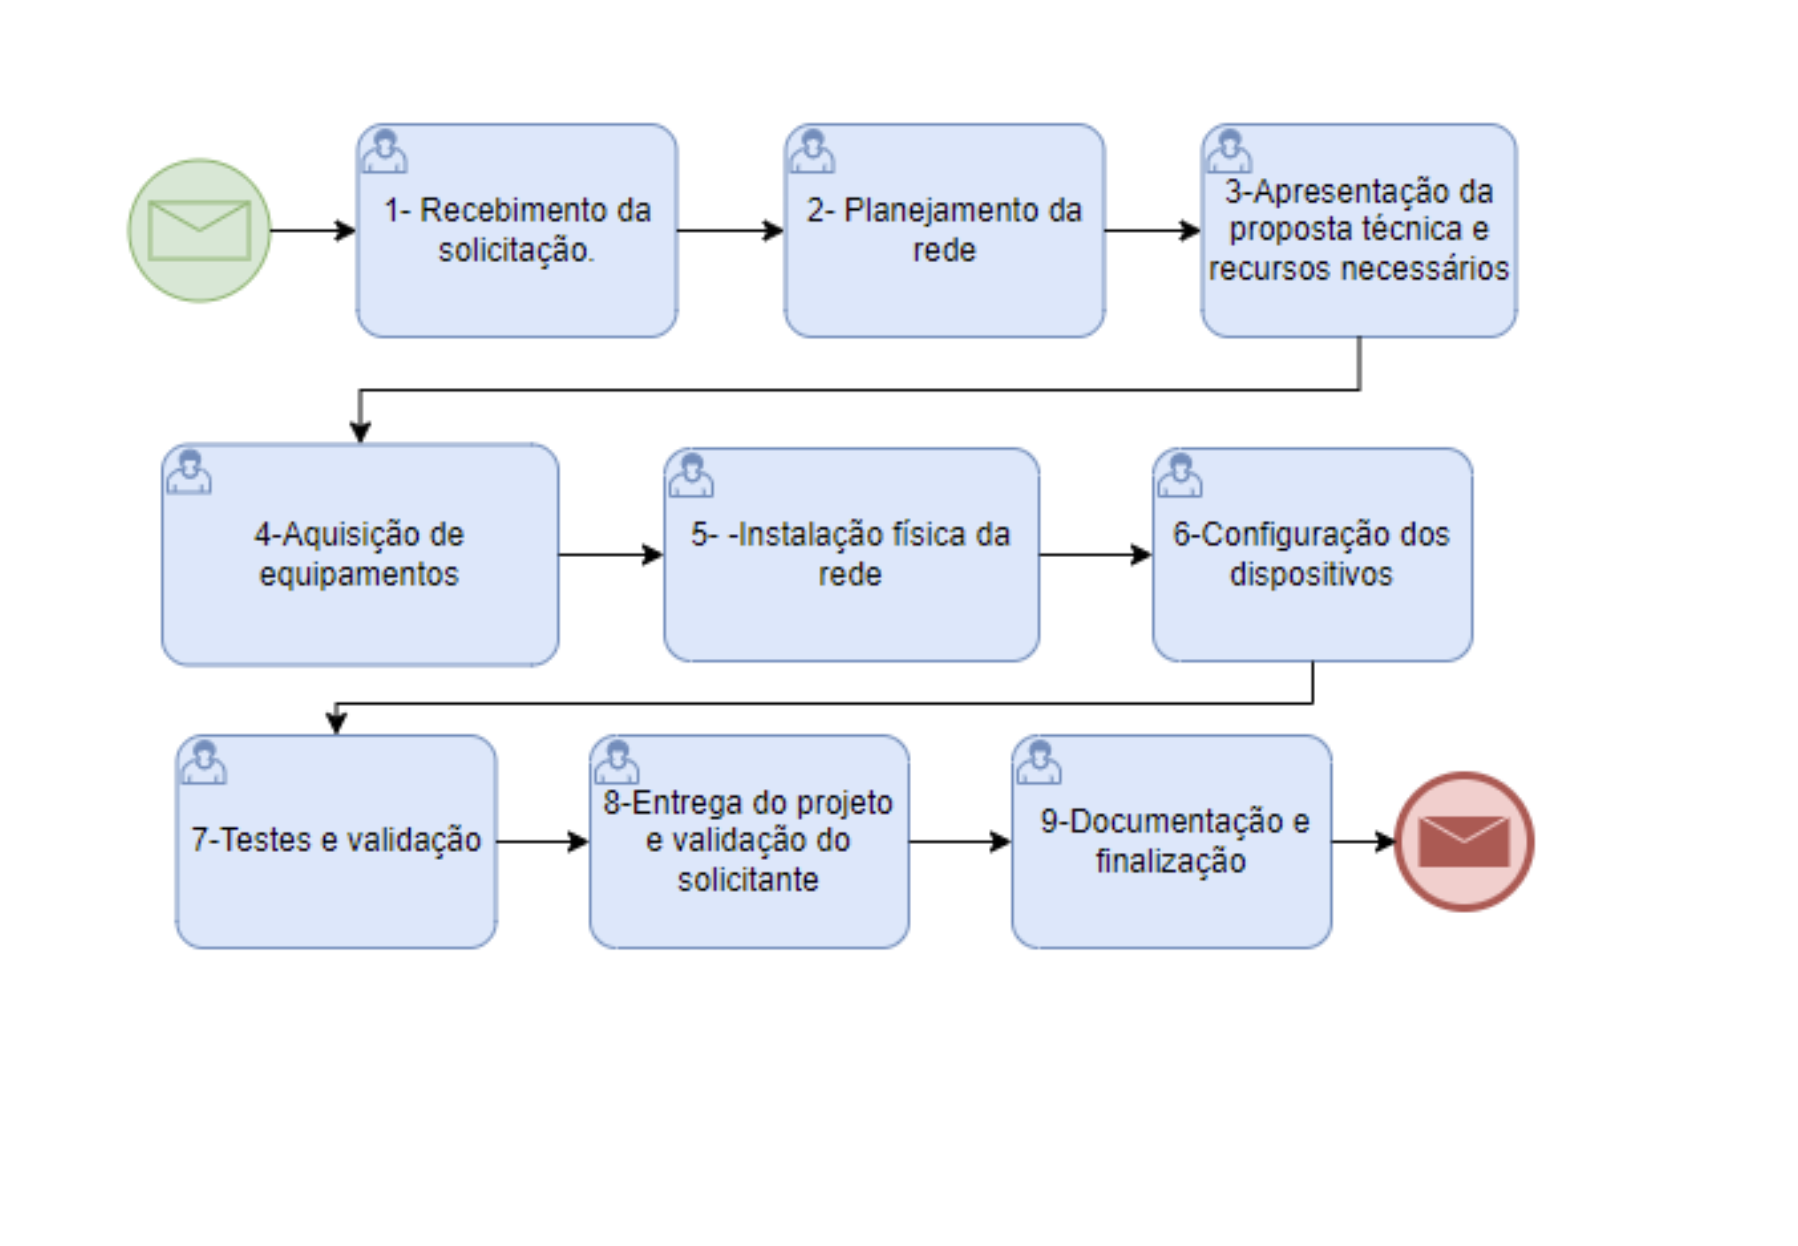 1- Recebimento da
solicitação.
2- Planejamento da
rede
3-Apresentação da
proposta técnica e
recursos necessários
4-Aquisição de
equipamentos
5- -Instalação física da
rede
6-Configuração dos
dispositivos
7-Testes e validação
8-Entrega do projeto
e validação do
solicitante
9-Documentação e
finalização